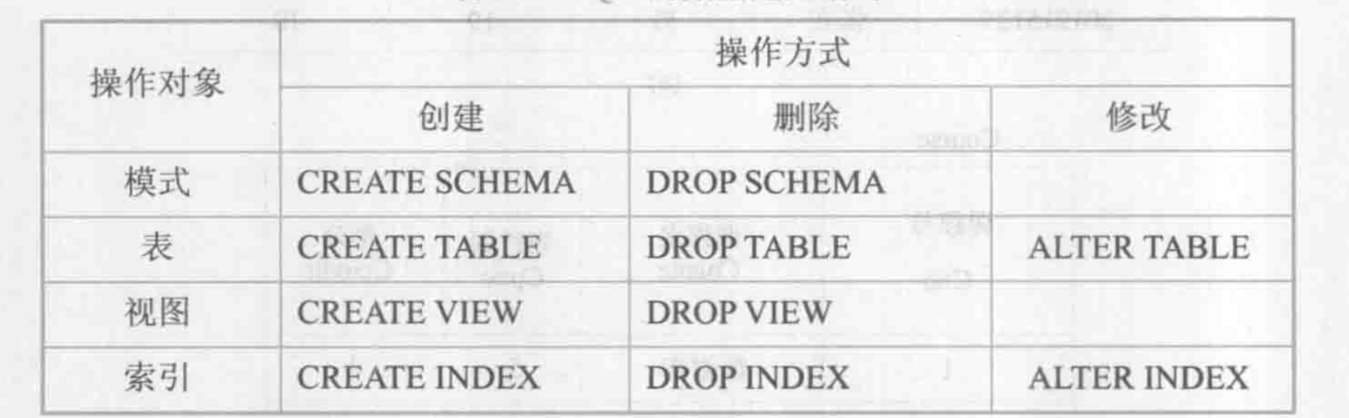 操作对象
操作方式
创建 删除 修改
模式 CREATE SCHEMA DROP SCHEMA
表 CREATE TABLE DROP TABLE ALTER TABLE
视图 CREATE VIEW DROP VIEW
索引 CREATE INDEX DROP INDEX ALTER INDEX